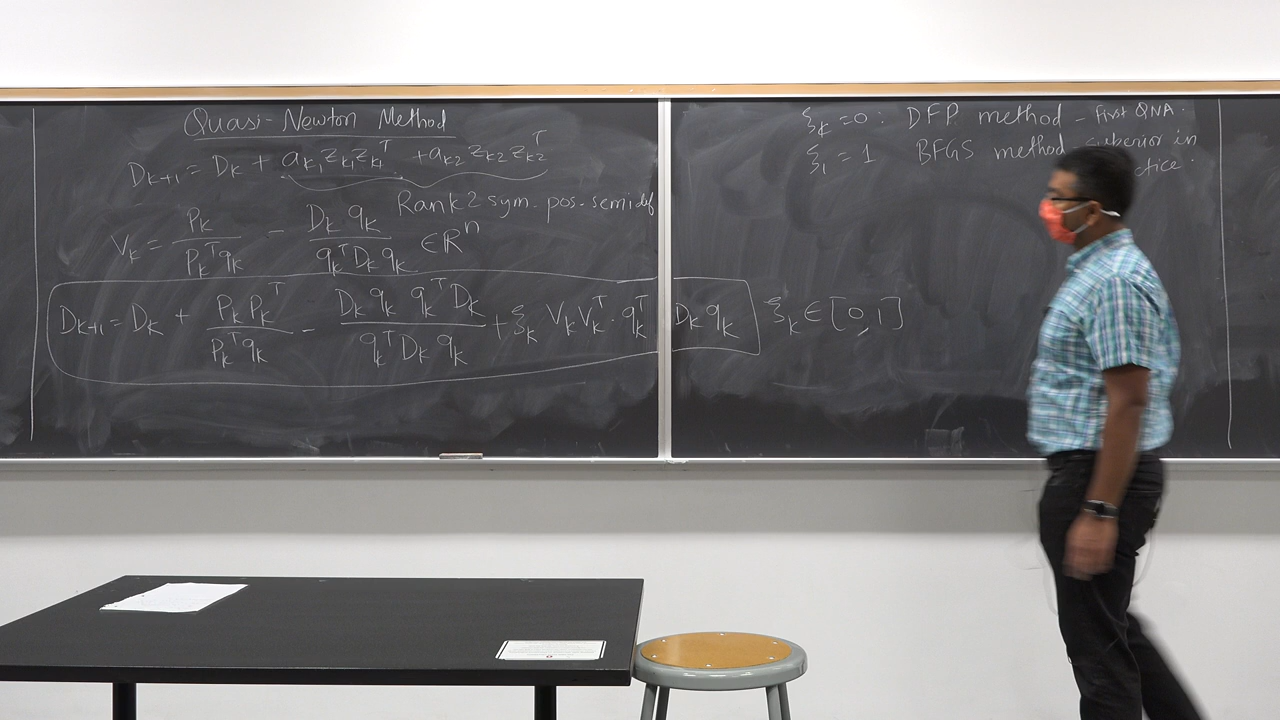 Quasi-Newton Method
D_{k+1} = D_k + a_{k1} z_{k1} z_{k1}^T + a_{k2} z_{k2} z_{k2}^T
Rank 2 sym. pos-semidef
V_k = p_k / p_k^T q_k - D_k q_k / q_k^T D_k q_k ∈ R^n
D_{k+1} = D_k + p_k p_k^T / p_k^T q_k - D_k q_k q_k^T D_k / q_k^T D_k q_k + ξ_k V_k V_k^T · q_k^T D_k q_k ξ_k ∈ [0,1]
ξ_k = 0 : DFP method - First QNA.
ξ_1 = 1 BFGS method - superior in